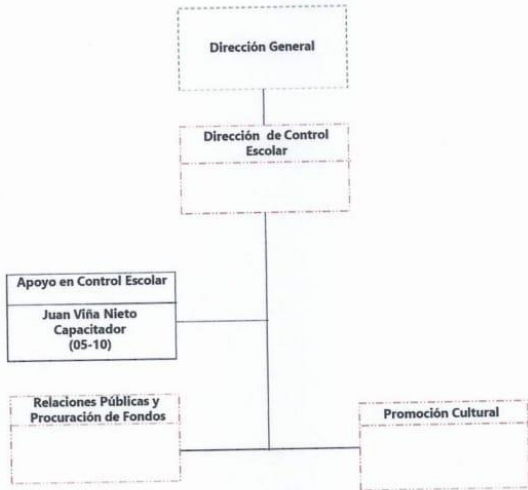 Dirección General
Dirección de Control
Escolar
Apoyo en Control Escolar
Juan Viña Nieto
Capacitador
(05-10)
Relaciones Públicas y
Procuración de Fondos
Promoción Cultural